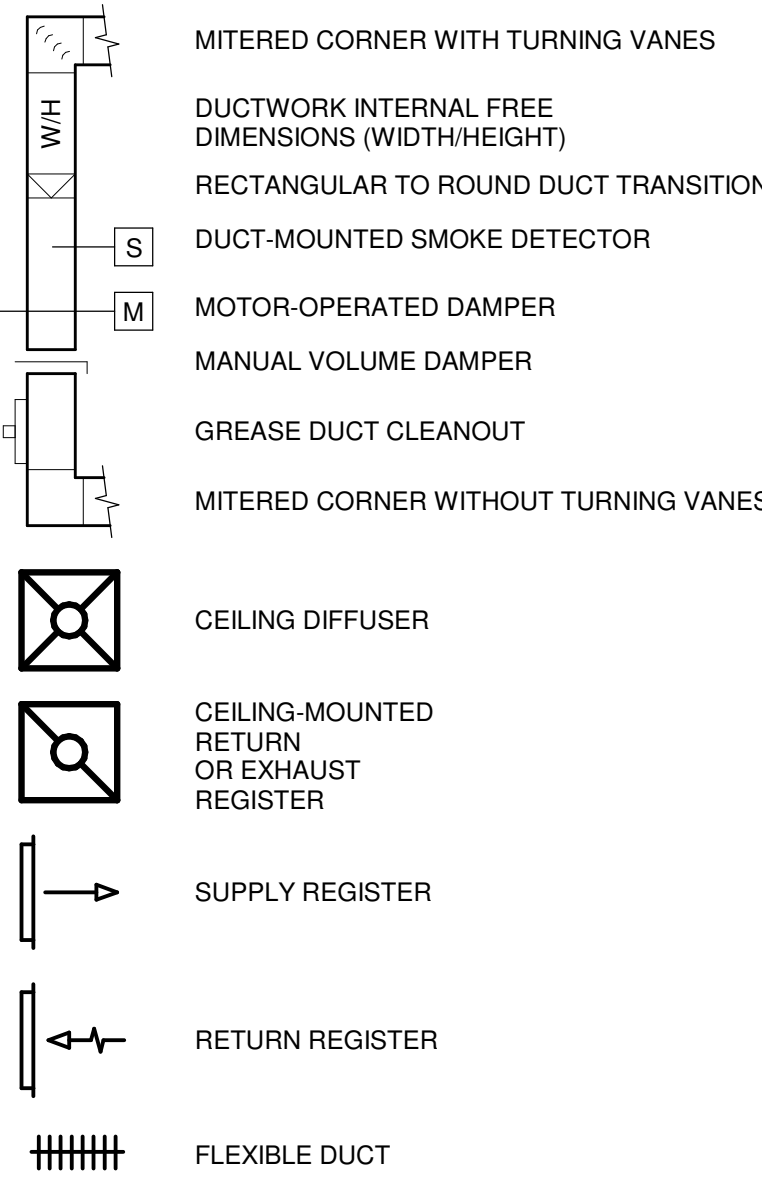 MITERED CORNER WITH TURNING VANES
W/H
DUCTWORK INTERNAL FREE
DIMENSIONS (WIDTH/HEIGHT)
RECTANGULAR TO ROUND DUCT TRANSITION
S
DUCT-MOUNTED SMOKE DETECTOR
M
MOTOR-OPERATED DAMPER
MANUAL VOLUME DAMPER
GREASE DUCT CLEANOUT
MITERED CORNER WITHOUT TURNING VANES
CEILING DIFFUSER
CEILING-MOUNTED
RETURN
OR EXHAUST
REGISTER
SUPPLY REGISTER
RETURN REGISTER
FLEXIBLE DUCT